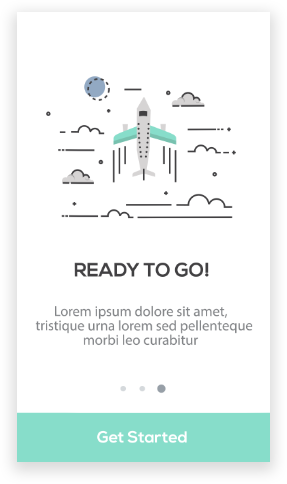 READY TO GO!
Lorem ipsum dolore sit amet,
tristique urna lorem sed pellenteque
morbi leo curabitur
Get Started